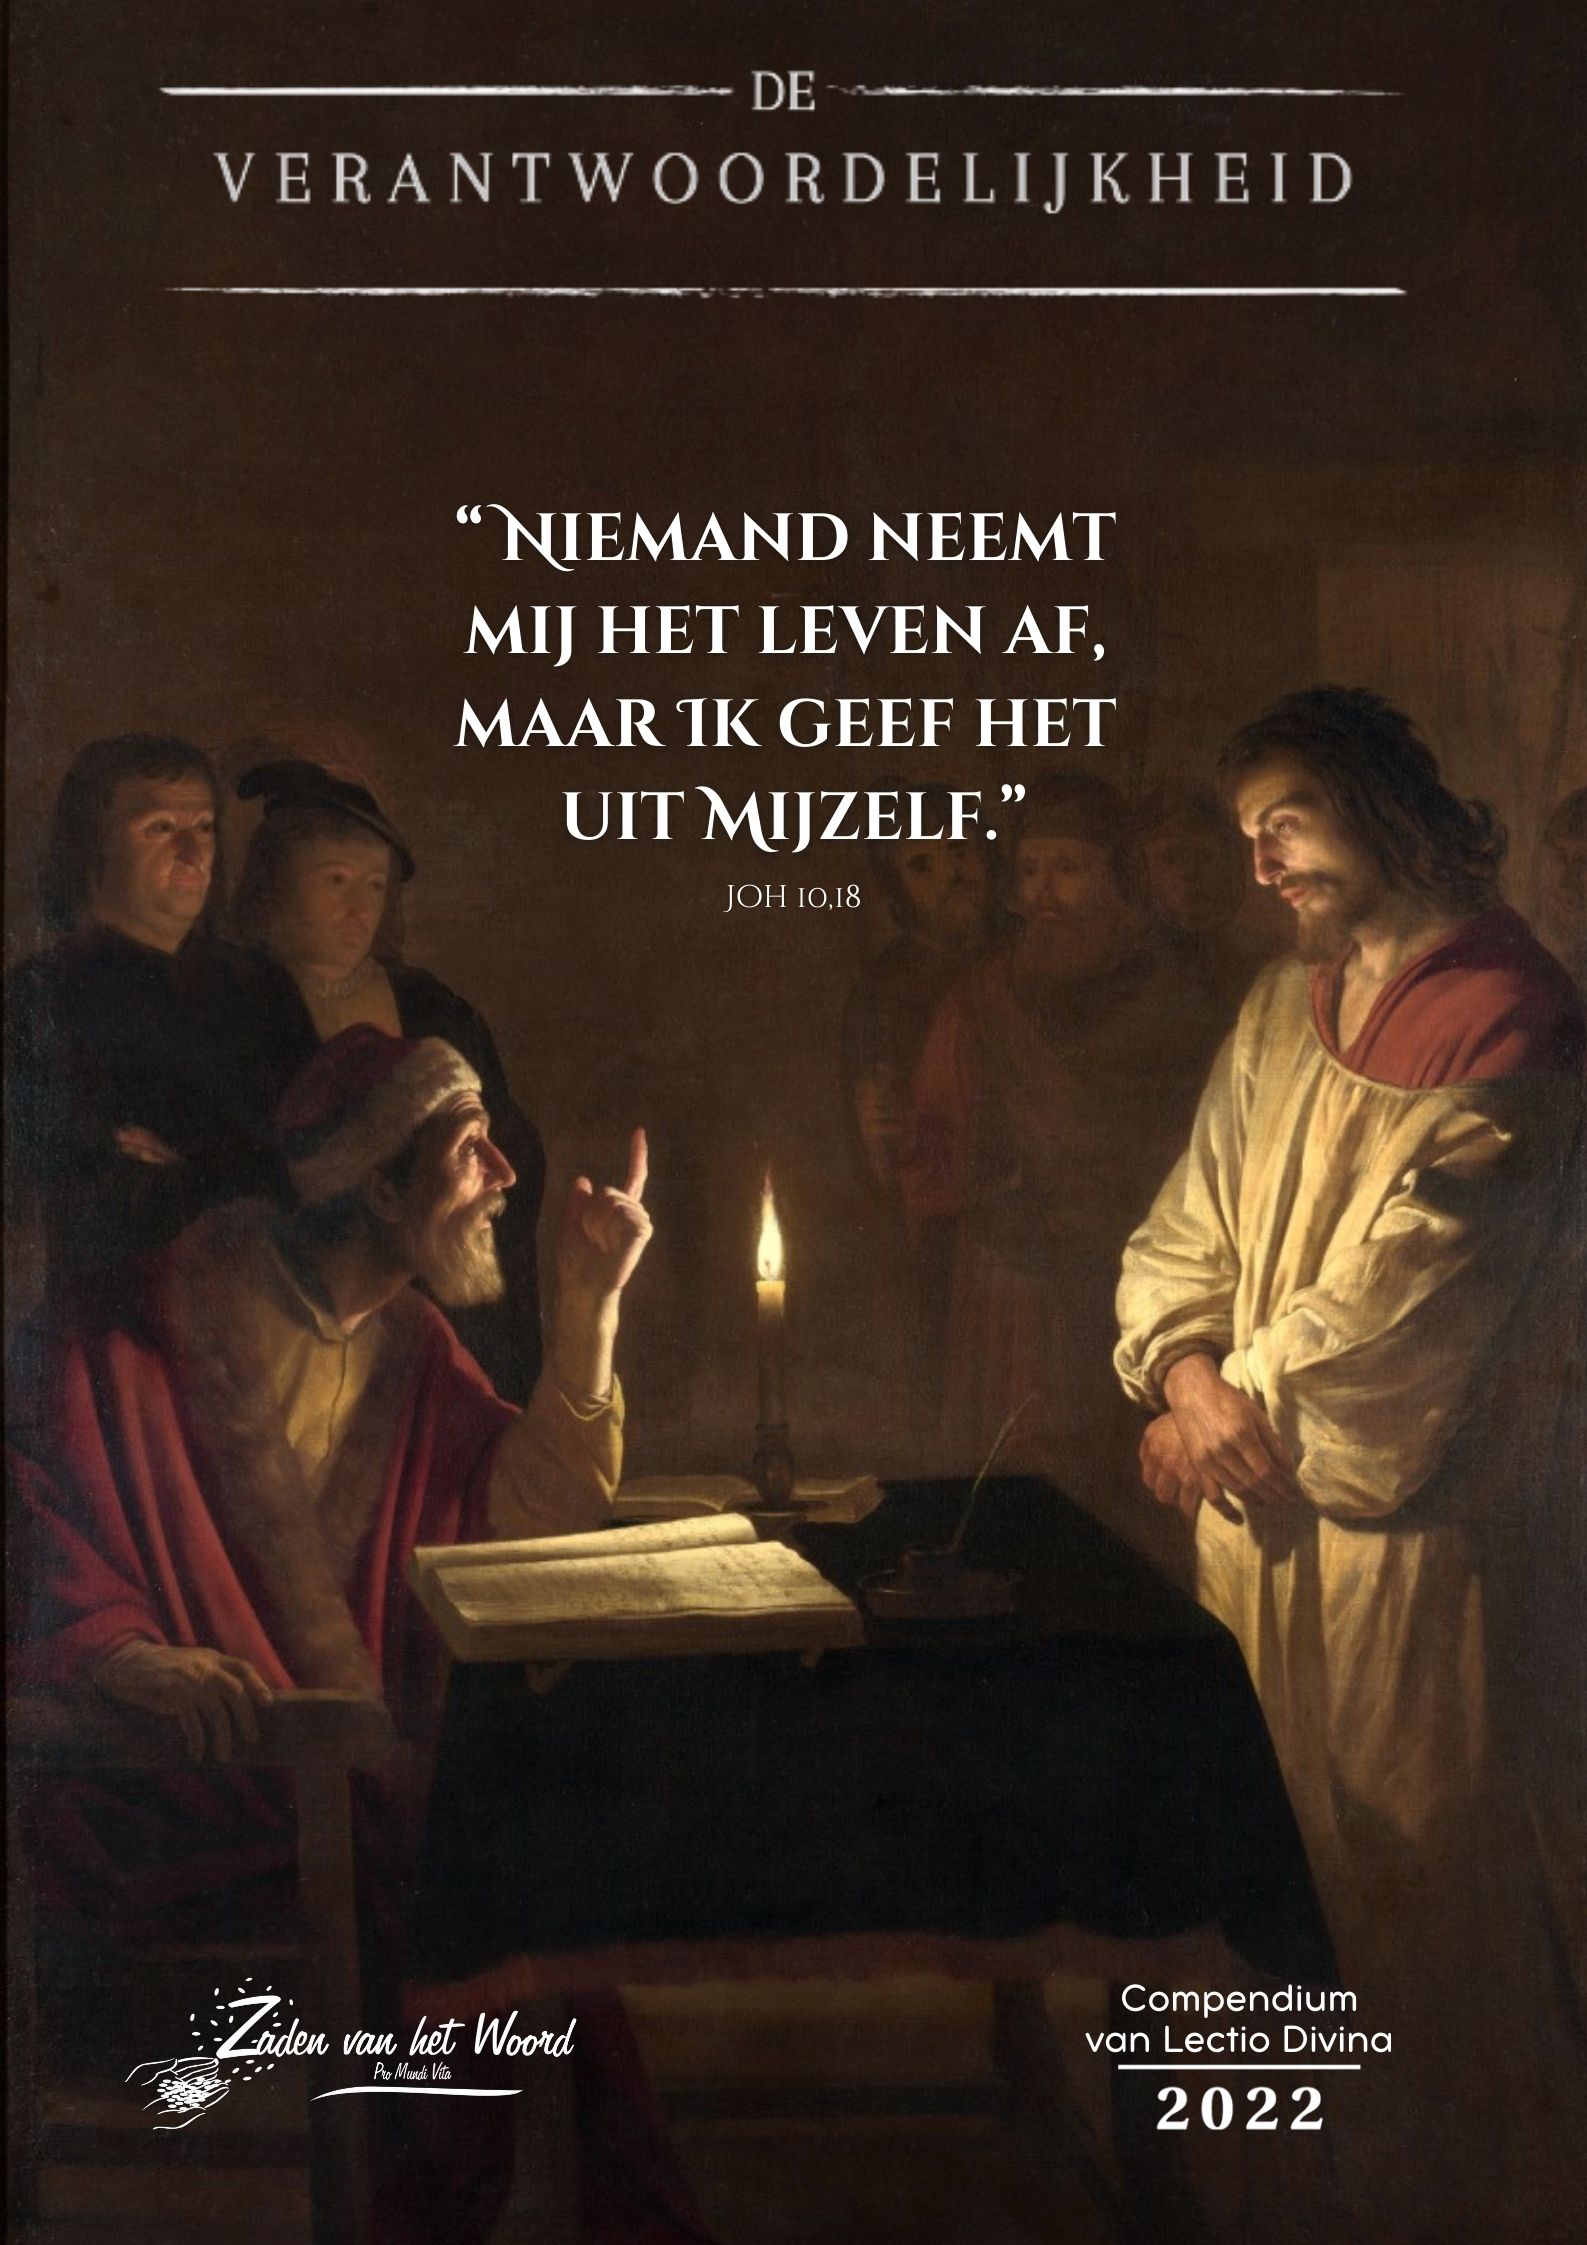 DE
VERANTWOORDELIJKHEID
“NIEMAND NEEMT
MIJ HET LEVEN AF,
MAAR IK GEEF HET
UIT MIJZELF.”
JOH 10,18
Zaden van het Woord
Pro Mundi Vita
Compendium
van Lectio Divina
2022